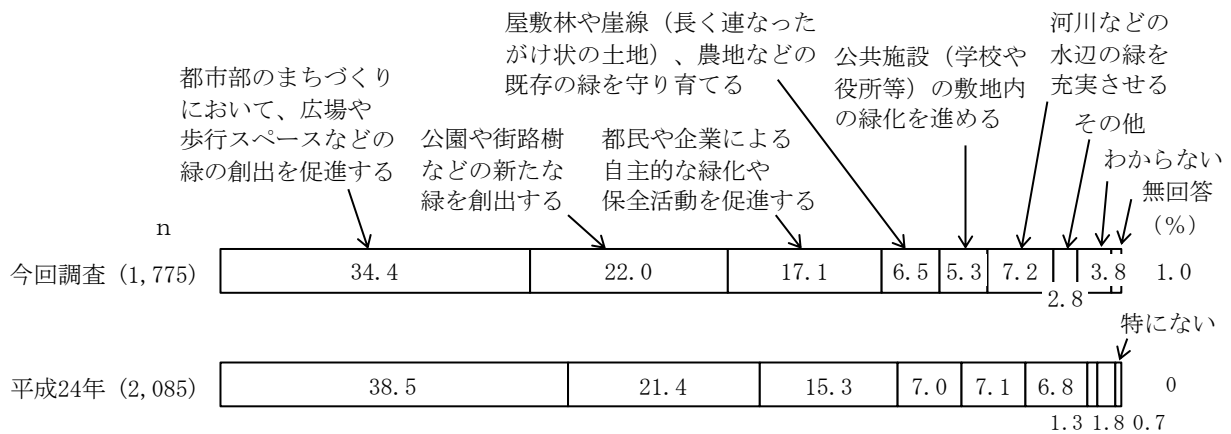 屋敷林や崖線（長く連なった
がけ状の土地）、農地などの
既存の緑を守り育てる
河川などの
水辺の緑を
充実させる
公共施設（学校や
役所等）の敷地内
の緑化を進める
都市部のまちづくり
において、広場や
歩行スペースなどの
緑の創出を促進する
公園や街路樹
などの新たな
緑を創出する
都民や企業による
自主的な緑化や
保全活動を促進する
その他
わからない
無回答
（%）
n
今回調査 (1,775) 34.4 22.0 17.1 6.5 5.3 7.2 3.8 1.0
2.8
特にない
平成24年 (2,085) 38.5 21.4 15.3 7.0 7.1 6.8 0
1.3 1.8 0.7